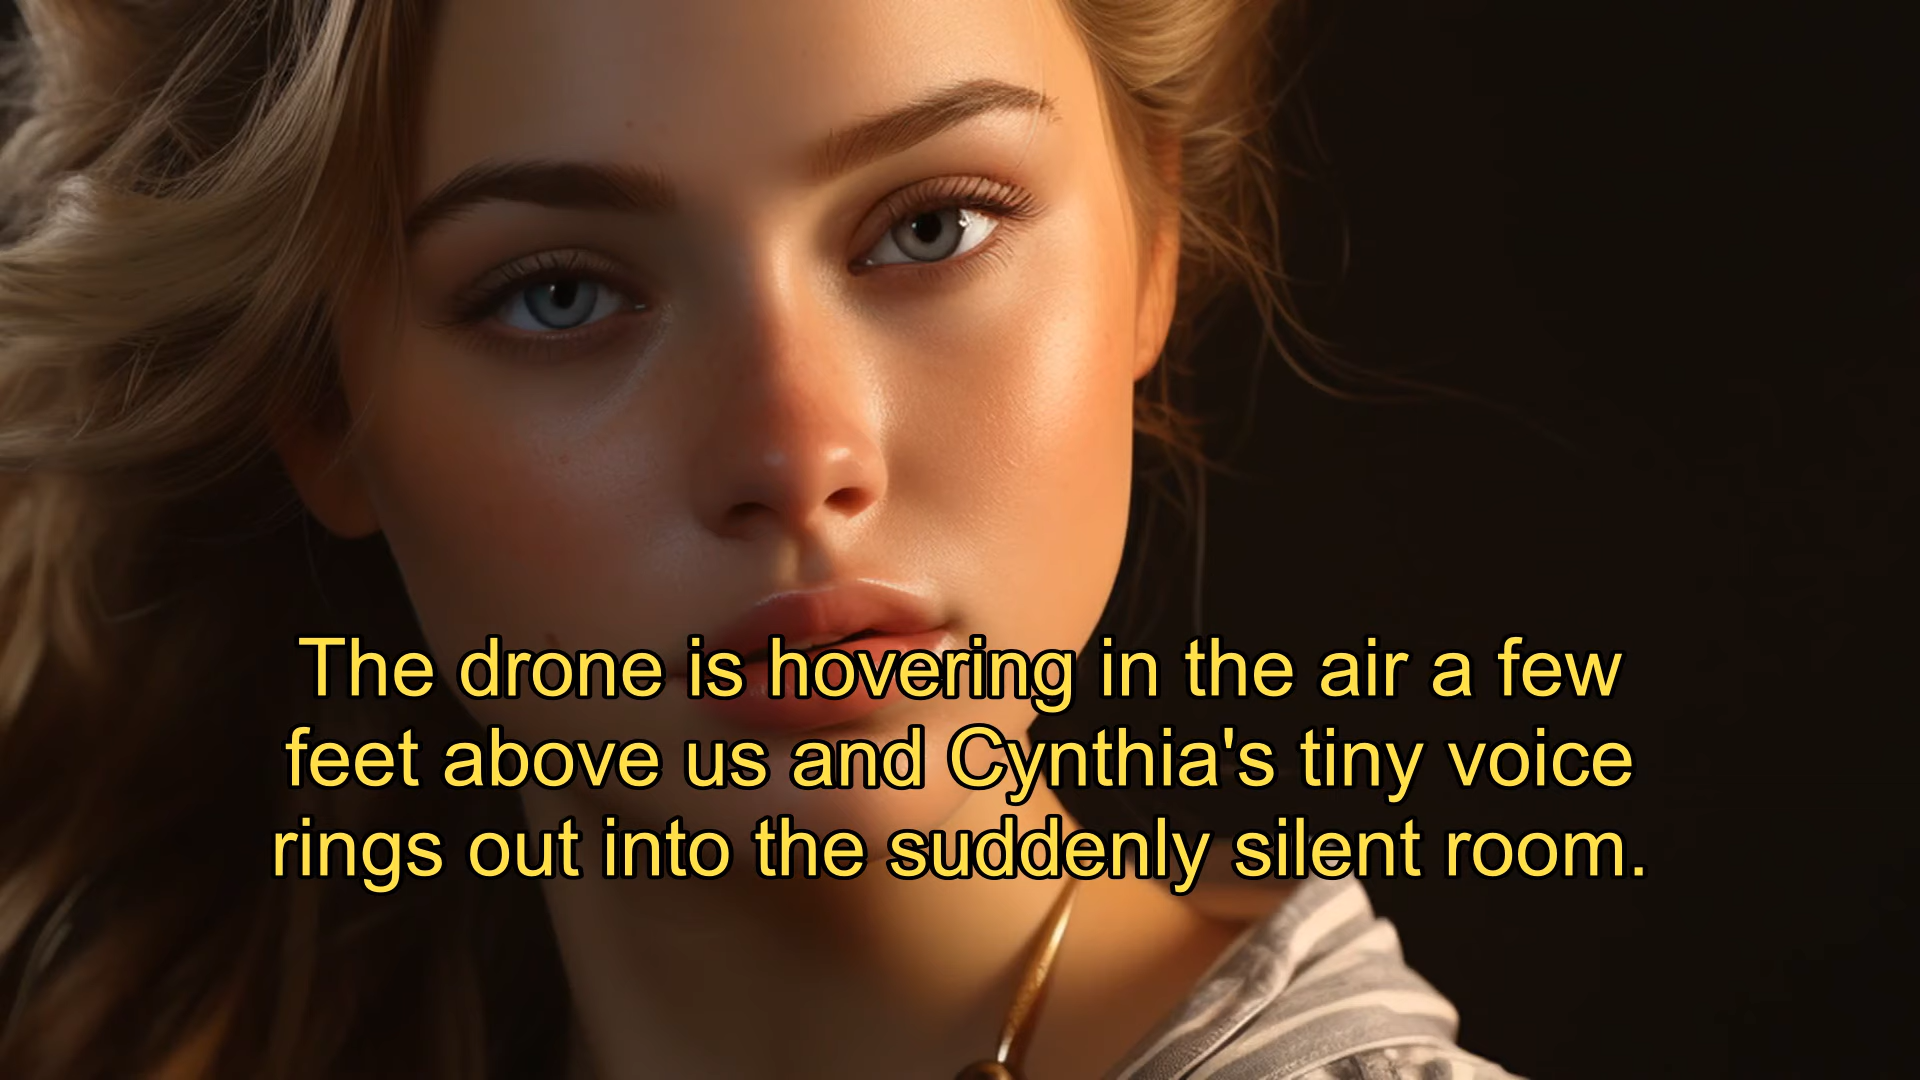 The drone is hovering in the air a few
feet above us and Cynthia's tiny voice
rings out into the suddenly silent room.